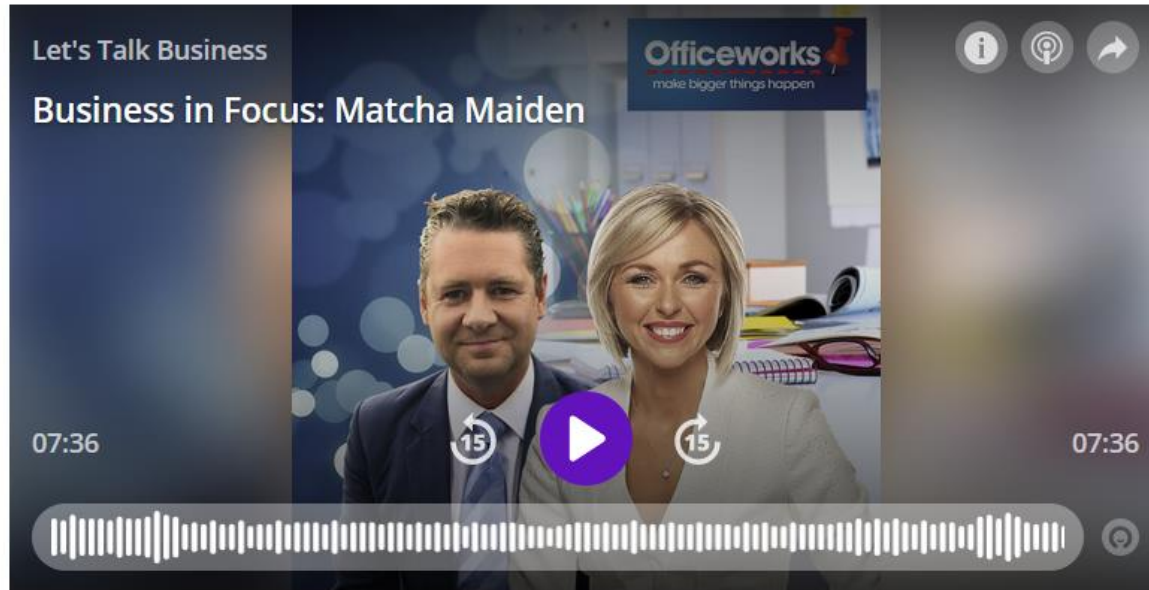 Let's Talk Business
Officeworks
make bigger things happen
Business in Focus: Matcha Maiden
07:36
15
15
07:36